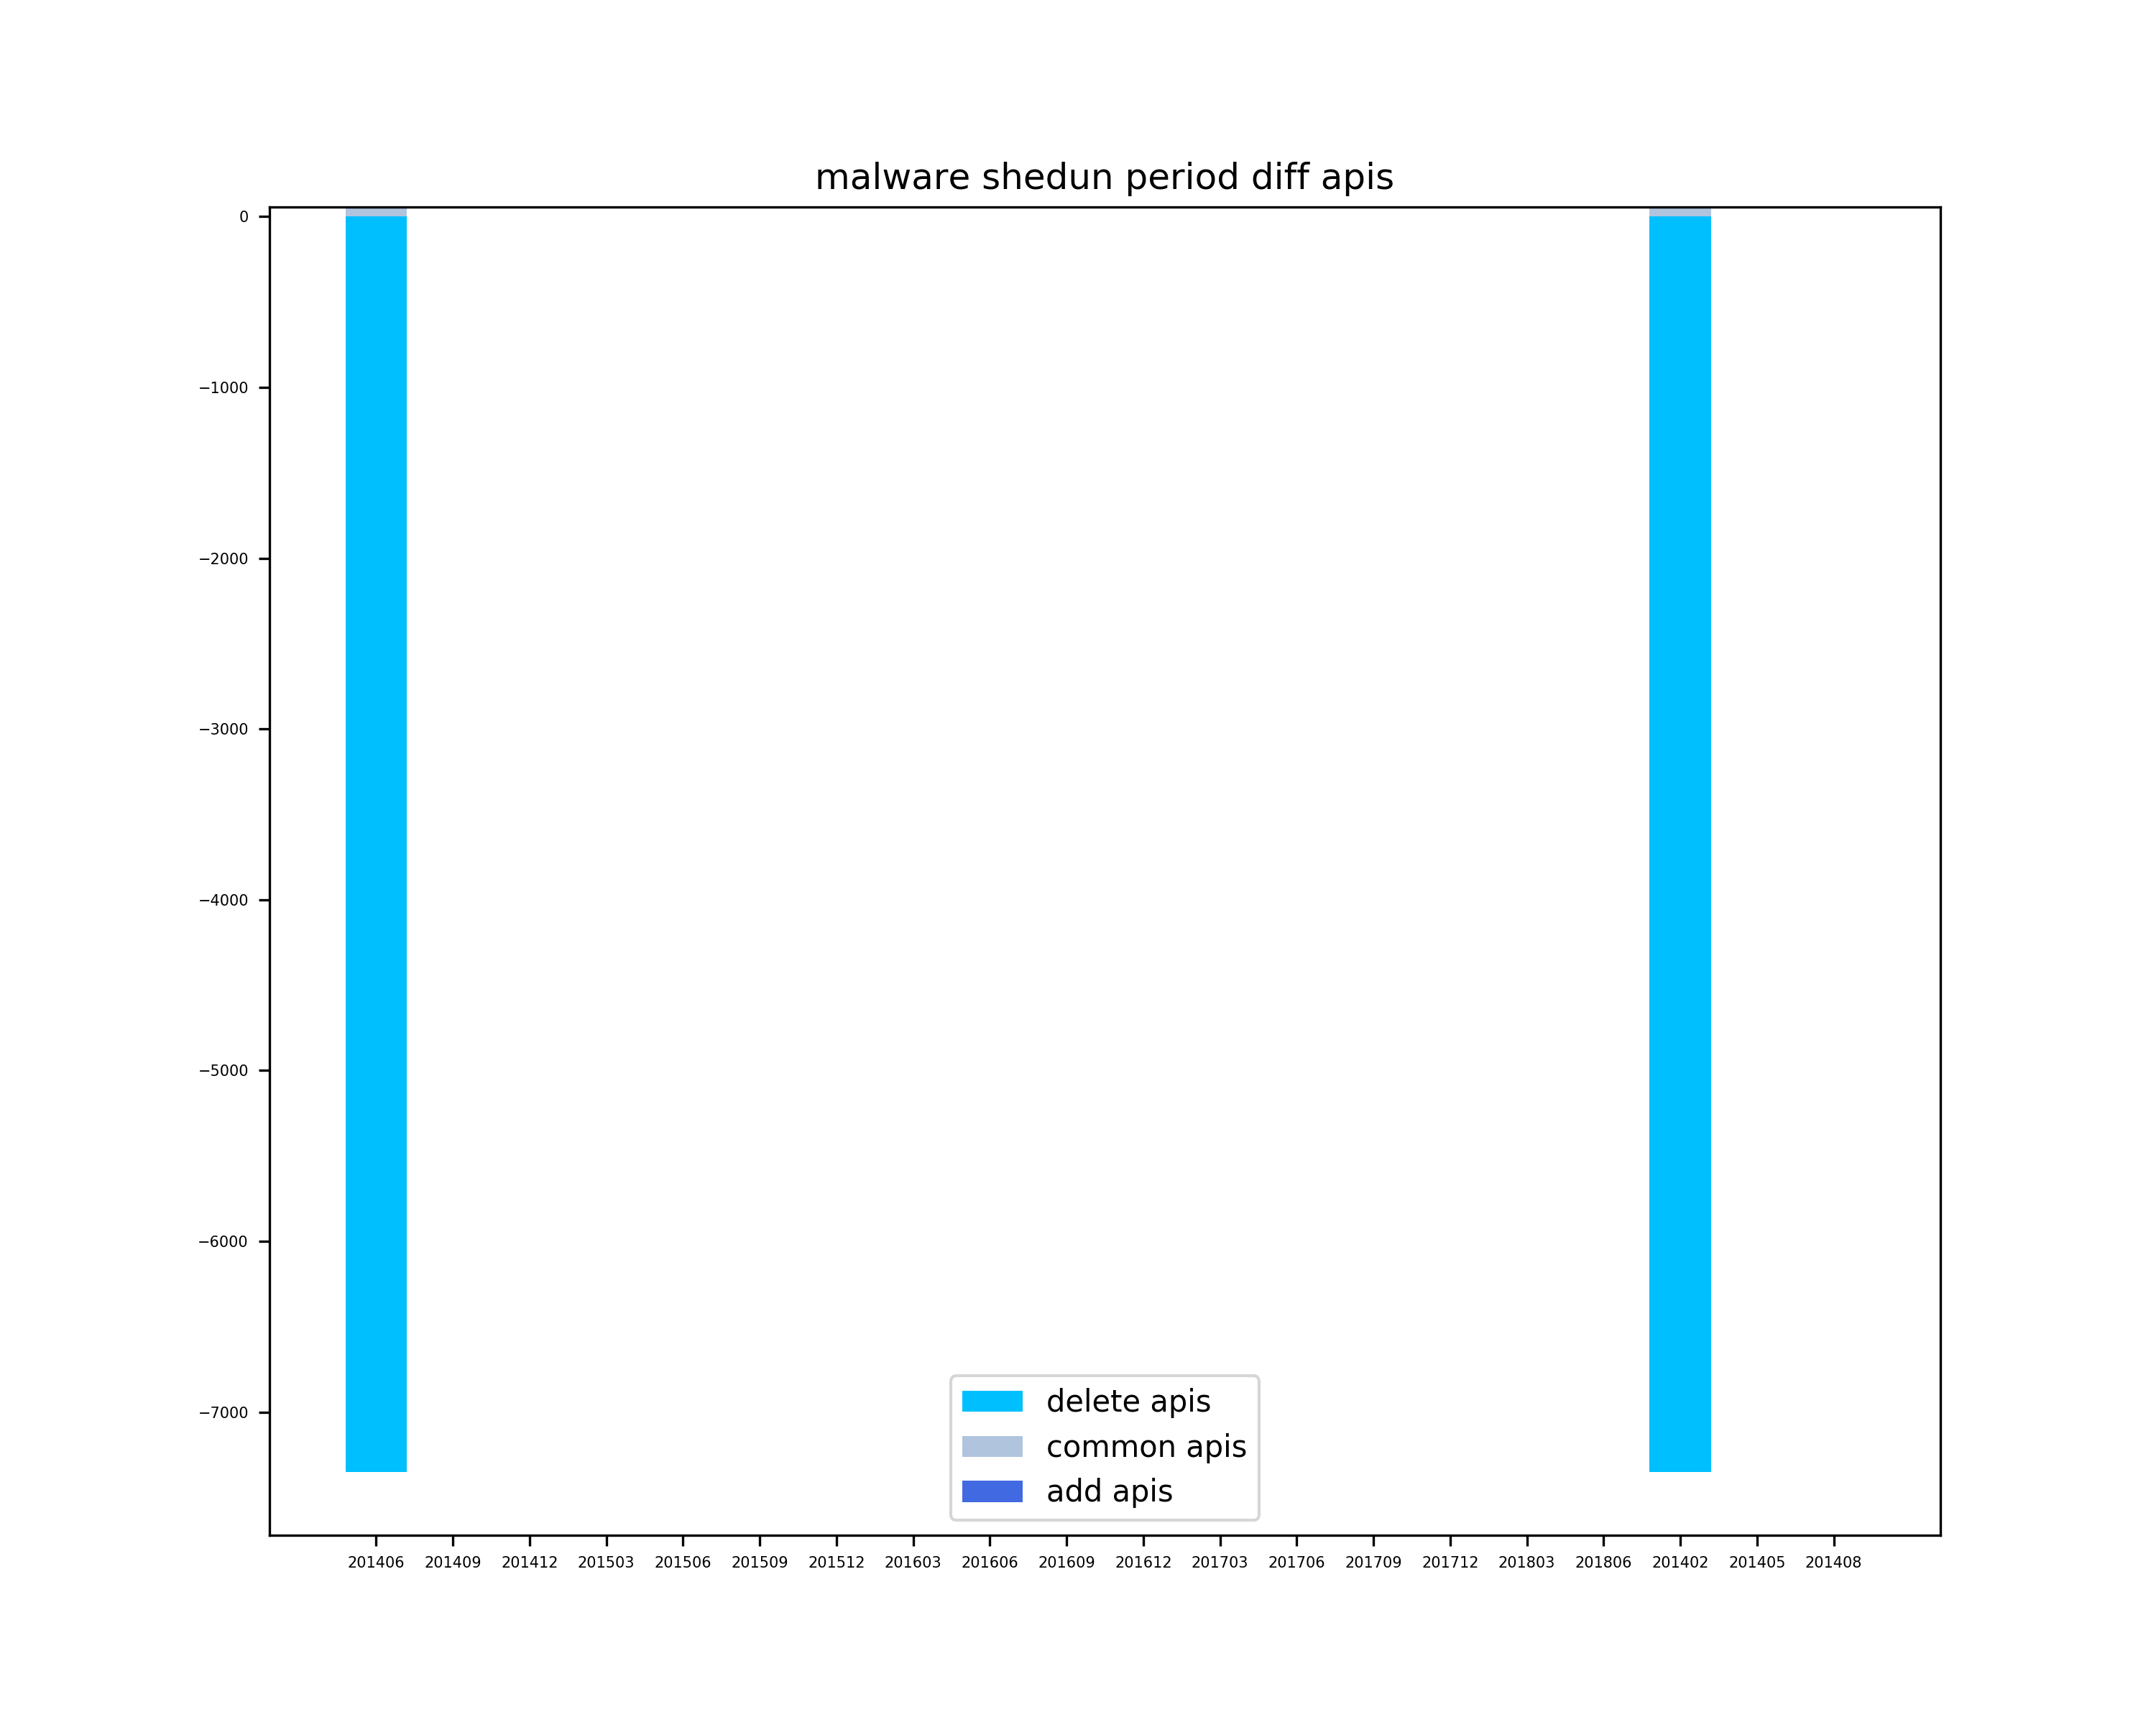 malware shedun period diff apis
0
−1000
−2000
−3000
−4000
−5000
−6000
−7000
delete apis
common apis
add apis
201406 201409 201412 201503 201506 201509 201512 201603 201606 201609 201612 201703 201706 201709 201712 201803 201806 201402 201405 201408